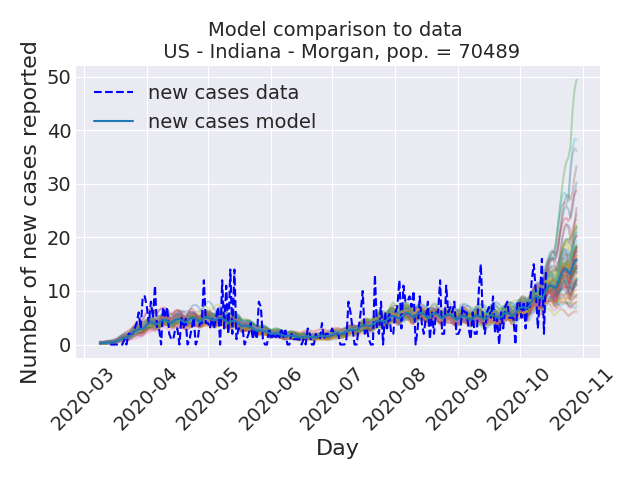 Model comparison to data
US - Indiana - Morgan, pop. = 70489
Number of new cases reported
50
40
30
20
10
0
new cases data
new cases model
2020-03
2020-04
2020-05
2020-06
2020-07
2020-08
2020-09
2020-10
2020-11
Day